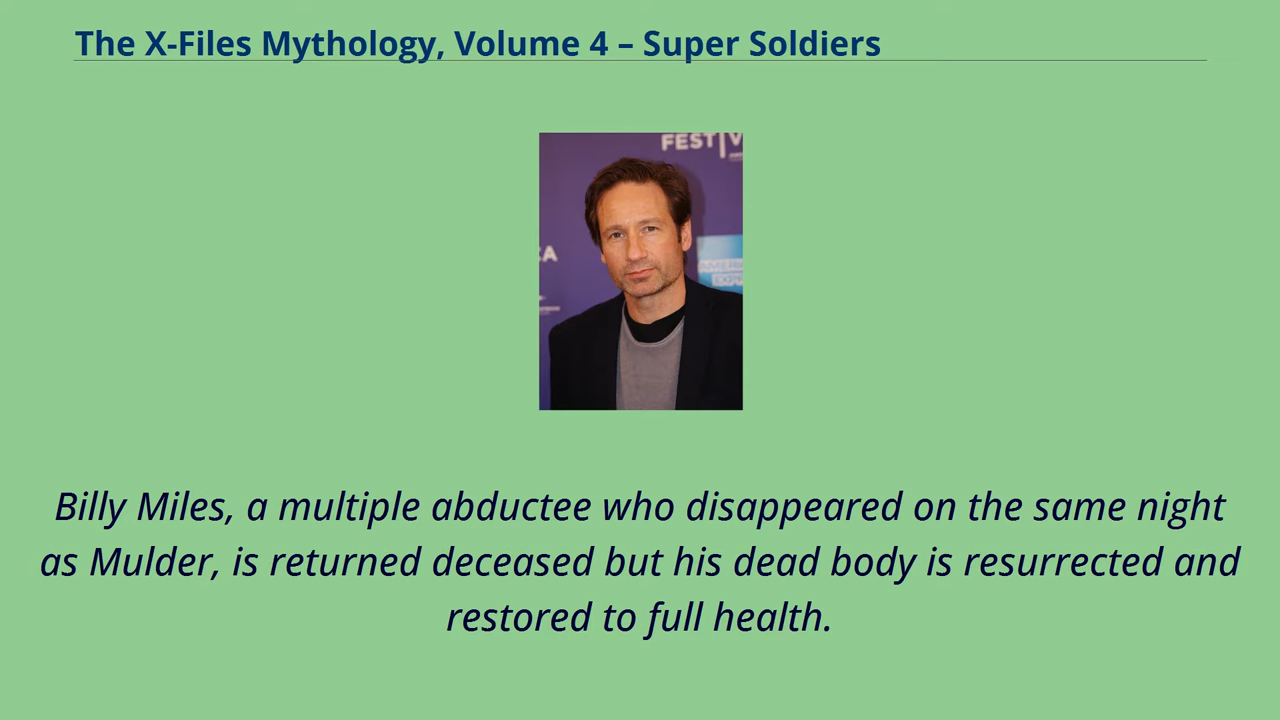 The X-Files Mythology, Volume 4 – Super Soldiers
FEST
CA
Billy Miles, a multiple abductee who disappeared on the same night
as Mulder, is returned deceased but his dead body is resurrected and
restored to full health.